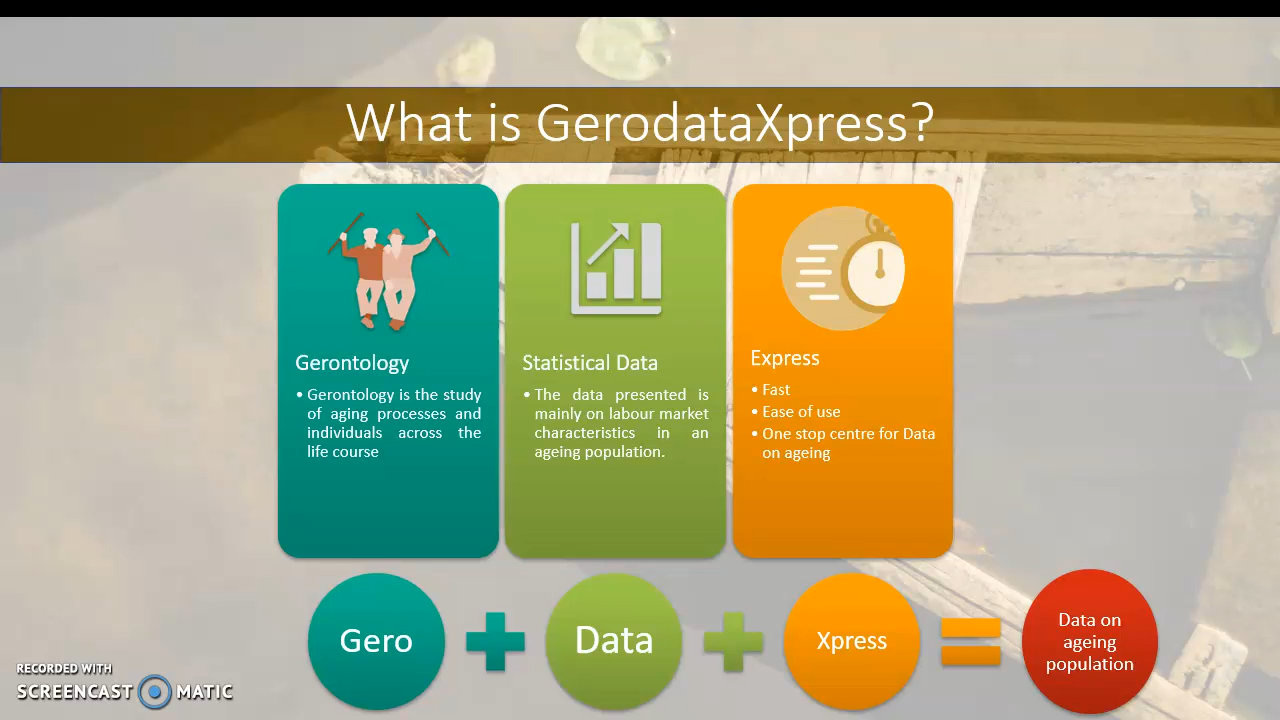 What is GerodataXpress?
Gerontology
• Gerontology is the study
of aging processes and
individuals across the
life course
Statistical Data
• The data presented is
mainly on labour market
characteristics in an
ageing population.
Express
• Fast
• Ease of use
• One stop centre for Data
on ageing
Gero
Data
Xpress
Data on
ageing
population
RECORDED WITH
SCREENCAST MATIC